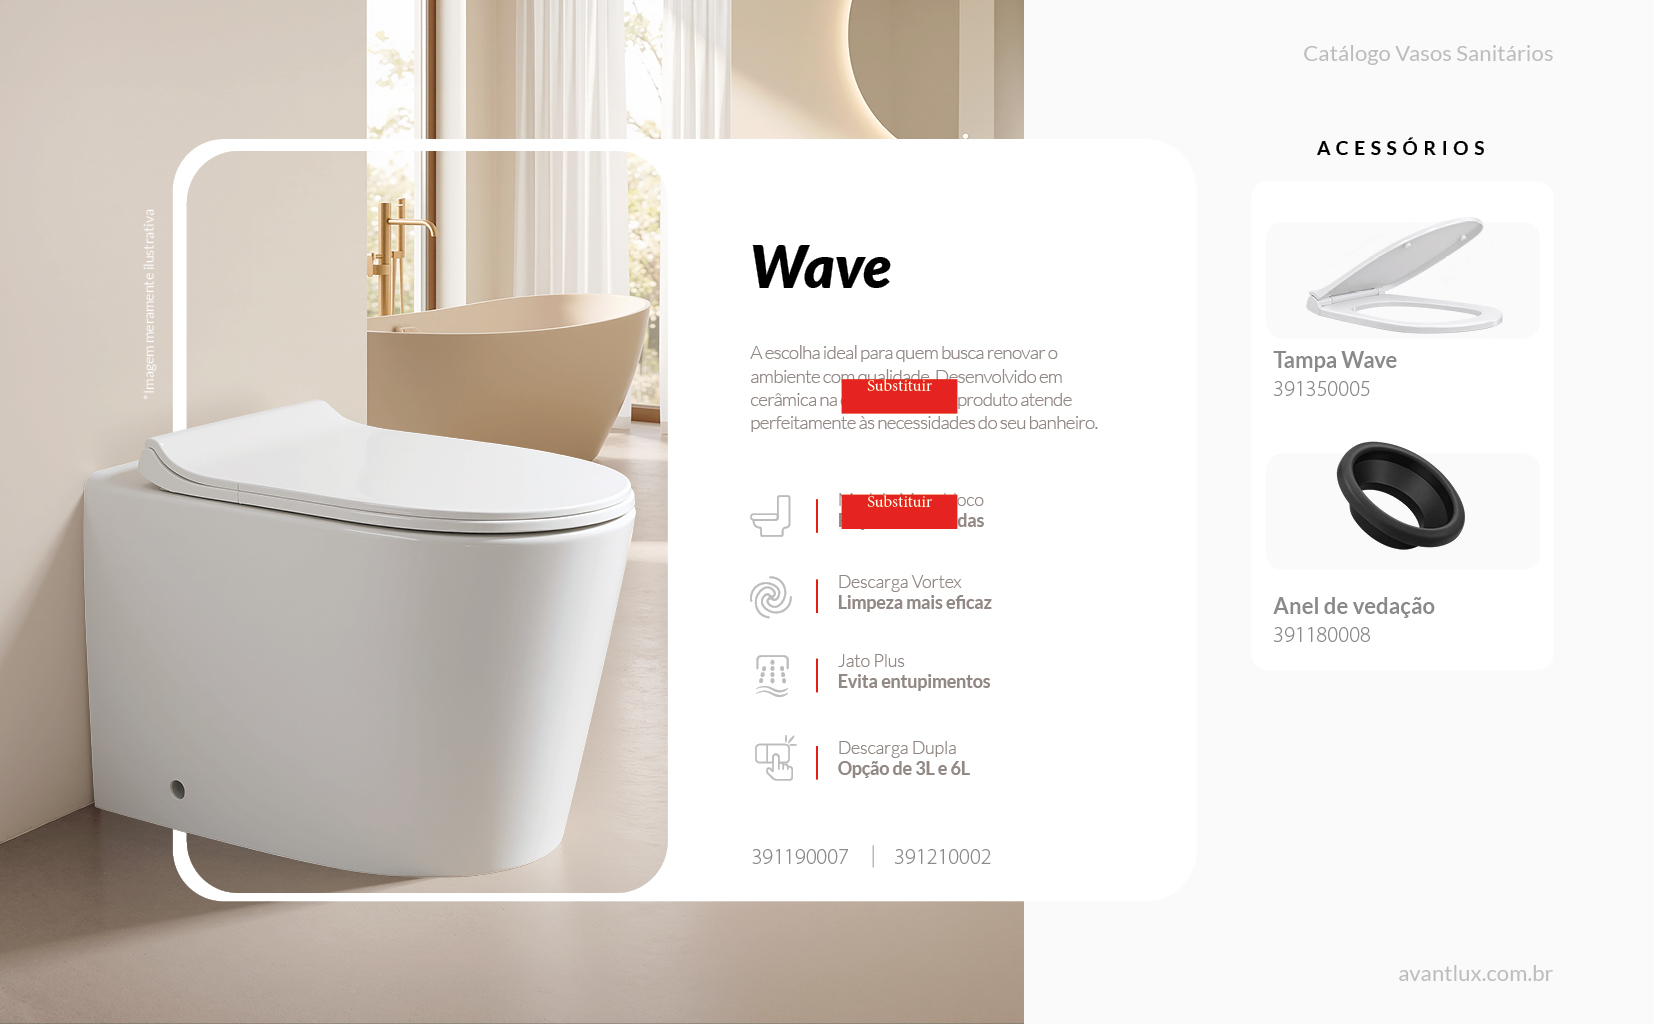 Catálogo Vasos Sanitários
ACESSÓRIOS
*Imagem meramente ilustrativa
Wave
A escolha ideal para quem busca renovar o
ambiente com qualidade. Desenvolvido em
Substituir
cerâmica na produto atende
perfeitamente às necessidades do seu banheiro.
Substituir
Descarga Vortex
Limpeza mais eficaz
Jato Plus
Evita entupimentos
Descarga Dupla
Opção de 3L e 6L
391190007 | 391210002
Tampa Wave
391350005
Anel de vedação
391180008
avantlux.com.br